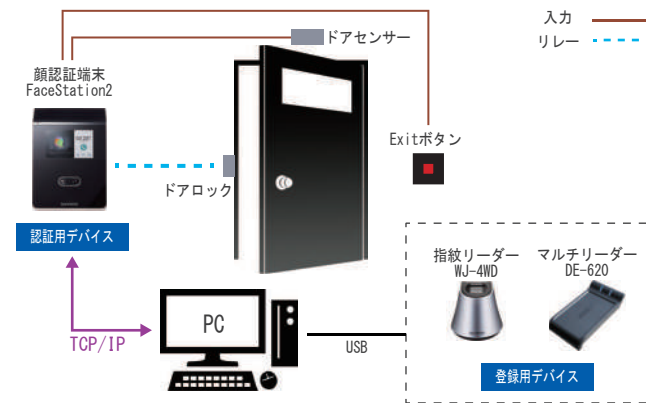 入力
リレー
ドアセンサー
顔認証端末
FaceStation2
Exitボタン
ドアロック
認証用デバイス
指紋リーダー
WJ-4WD
マルチリーダー
DE-620
PC
TCP/IP
USB
登録用デバイス